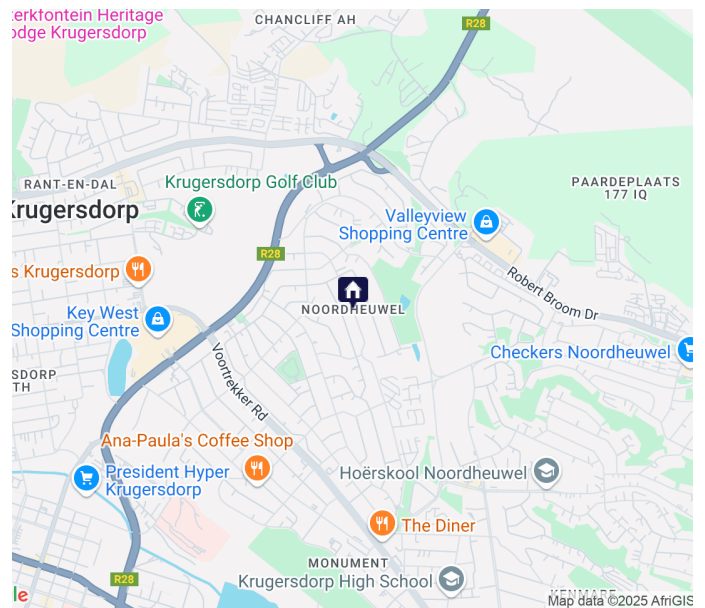 CHANCLIFF AH
R28
Krugersdorp
RANT-EN-DAL
Krugersdorp Golf Club
PAARDEPLAATS
177 IQ
Valleyview
Shopping Centre
R28
Krugersdorp
Robert Broom Dr
NOORDHEUWEL
Key West
Shopping Centre
Checkers Noordheuwel
Voortrekker Rd
Ana-Paula's Coffee Shop
President Hyper
Krugersdorp
Hoërskool Noordheuwel
The Diner
MONUMENT
R28
Krugersdorp High School
KENMARE
Map data ©2025 AfriGIS